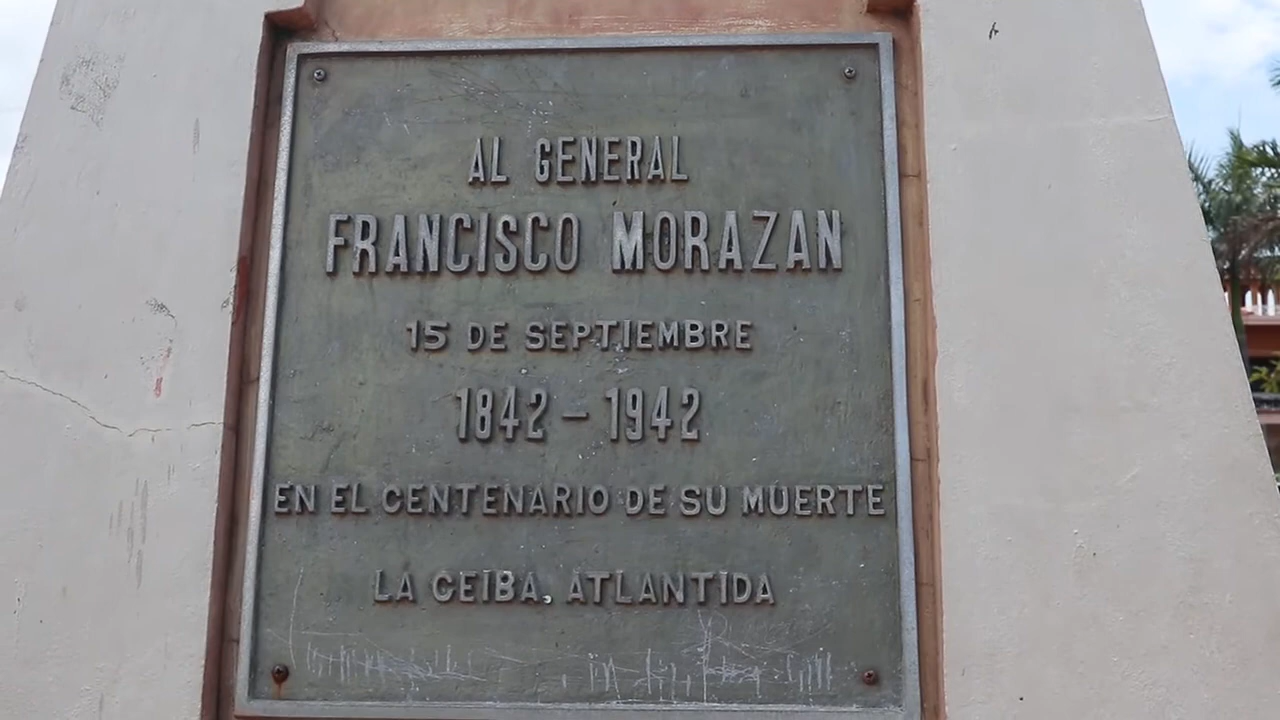 AL GENERAL
FRANCISCO MORAZAN
15 DE SEPTIEMBRE
1842 - 1942
EN EL CENTENARIO DE SU MUERTE
LA CEIBA, ATLANTIDA